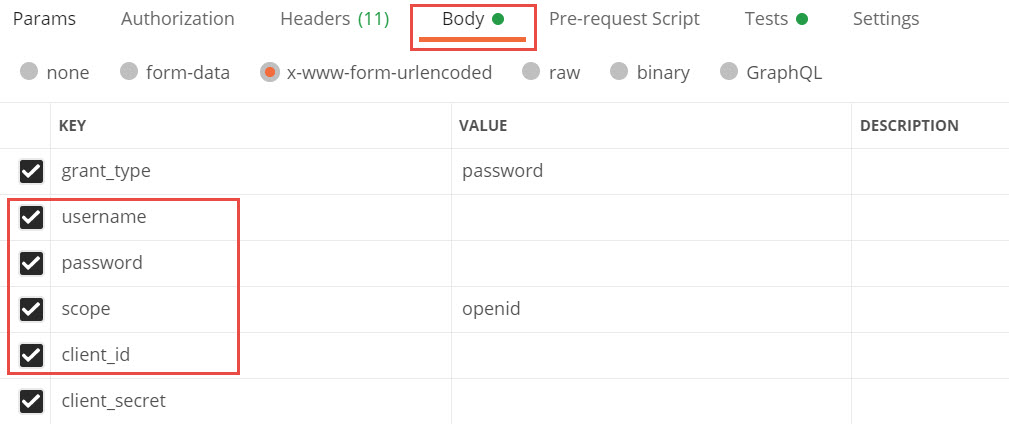 Params Authorization Headers (11) Body Pre-request Script Tests Settings
none form-data x-www-form-urlencoded raw binary GraphQL
KEY VALUE DESCRIPTION
grant_type password
username
password
scope openid
client_id
client_secret